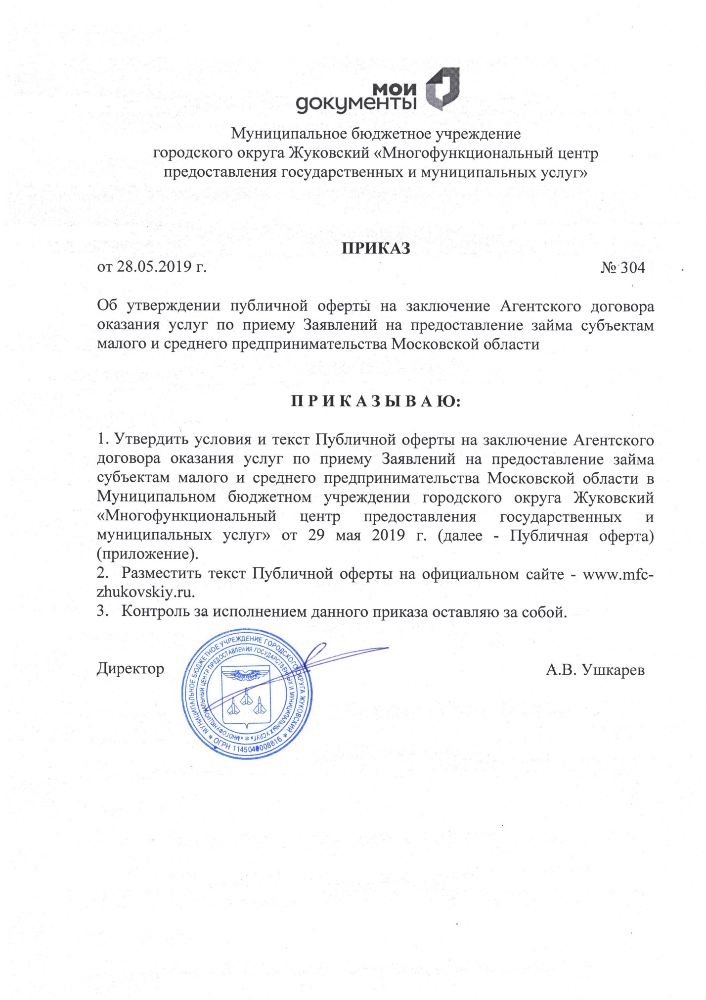 мои
документы
Муниципальное бюджетное учреждение
городского округа Жуковский «Многофункциональный центр
предоставления государственных и муниципальных услуг»
ПРИКАЗ
от 28.05.2019 г. № 304
Об утверждении публичной оферты на заключение Агентского договора
оказания услуг по приему Заявлений на предоставление займа субъектам
малого и среднего предпринимательства Московской области
П Р И К А З Ы В А Ю:
1. Утвердить условия и текст Публичной оферты на заключение Агентского
договора оказания услуг по приему Заявлений на предоставление займа
субъектам малого и среднего предпринимательства Московской области в
Муниципальном бюджетном учреждении городского округа Жуковский
«Многофункциональный центр предоставления государственных и
муниципальных услуг» от 29 мая 2019 г. (далее - Публичная оферта)
(приложение).
2. Разместить текст Публичной оферты на официальном сайте - www.mfc-
zhukovskiy.ru.
3. Контроль за исполнением данного приказа оставляю за собой.
Директор А.В. Ушкарев
МУНИЦИПАЛЬНОЕ БЮДЖЕТНОЕ УЧРЕЖДЕНИЕ ГОРОДСКОГО ОКРУГА ЖУКОВСКИЙ * ОГРН *
«МНОГОФУНКЦИОНАЛЬНЫЙ ЦЕНТР ПРЕДОСТАВЛЕНИЯ ГОСУДАРСТВЕННЫХ И МУНИЦИПАЛЬНЫХ УСЛУГ» *